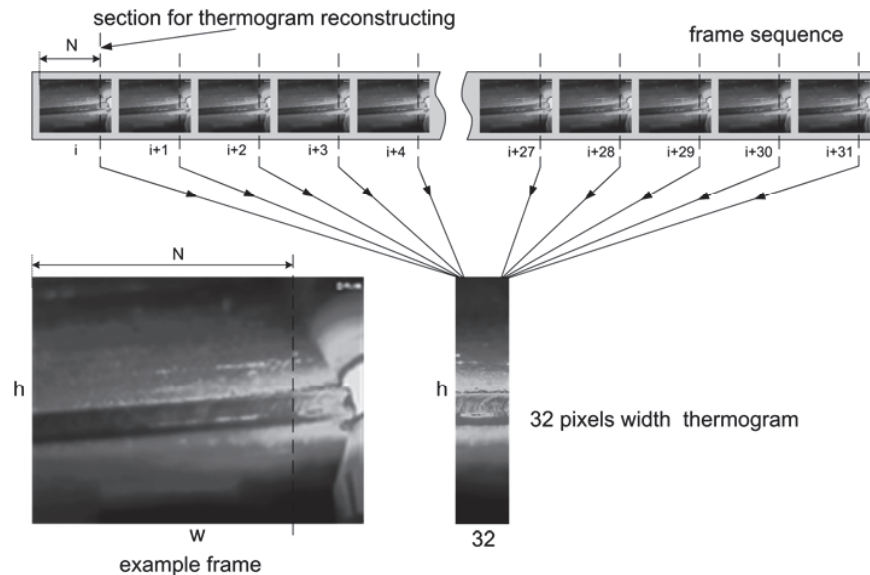 section for thermogram reconstructing
N
frame sequence
i
i+1
i+2
i+3
i+4
i+27
i+28
i+29
i+30
i+31
N
h
h
32 pixels width thermogram
w
32
example frame